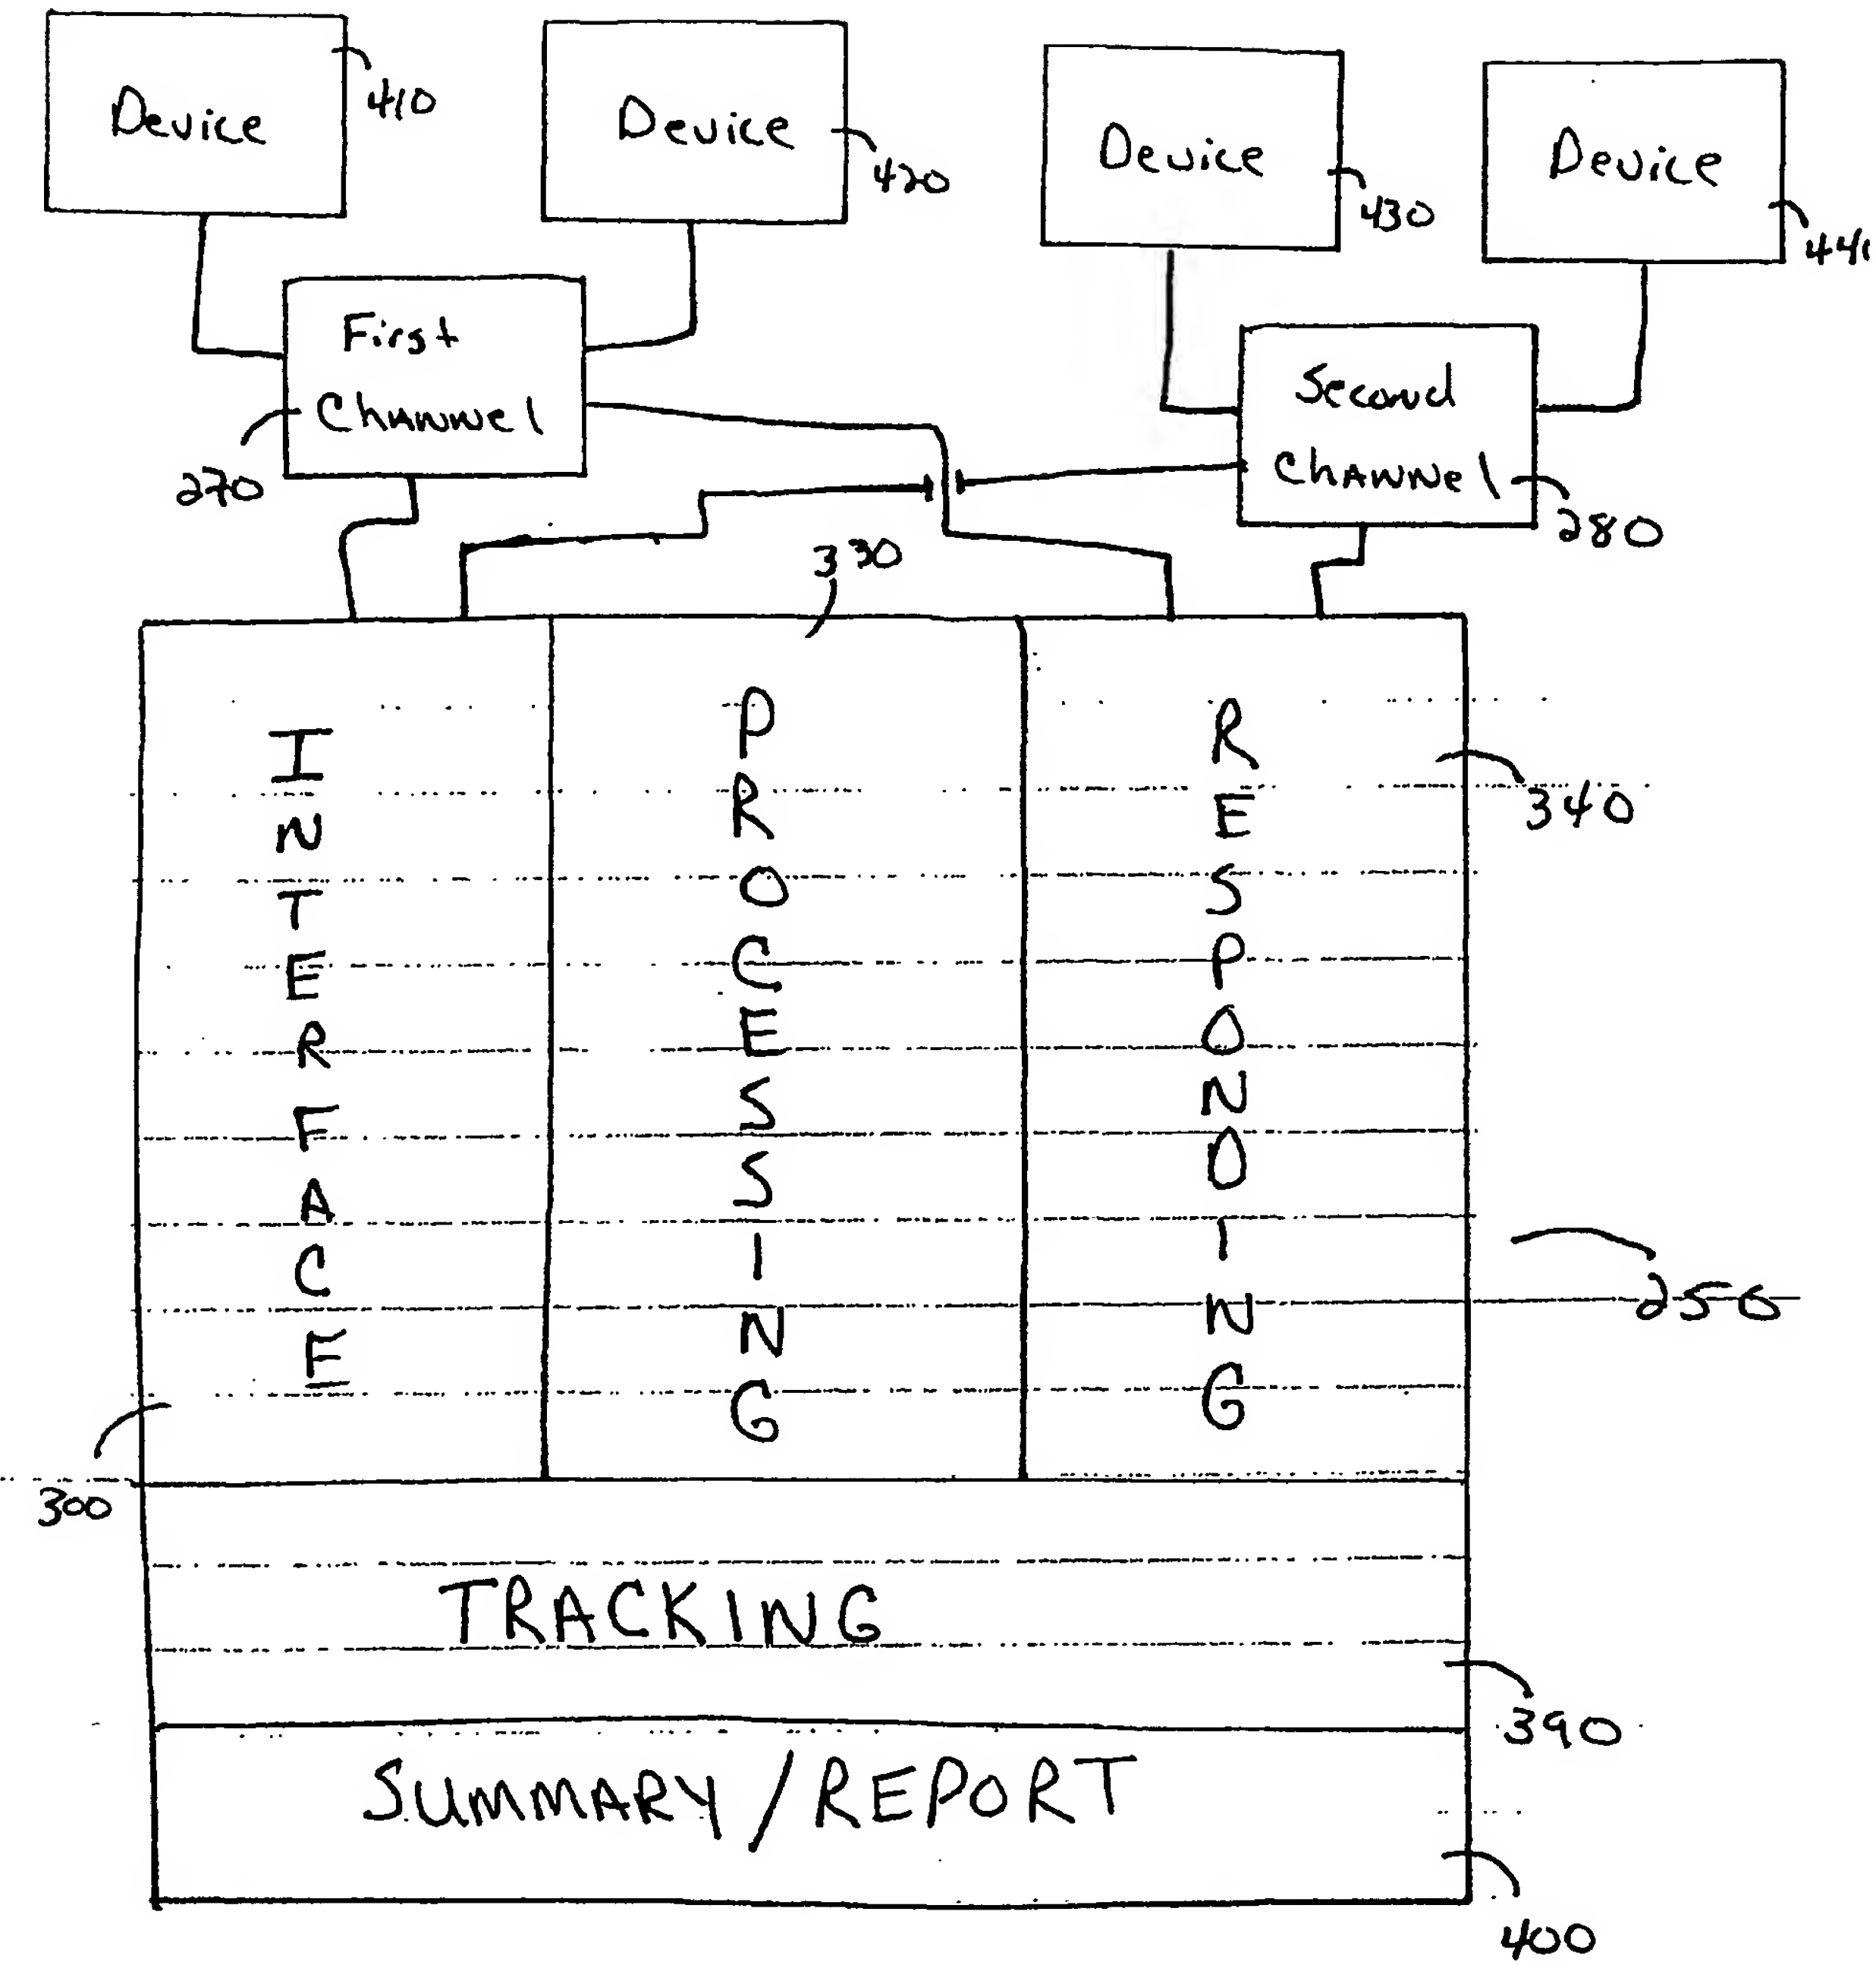 Device
410
Device
420
Device
430
Device
First
Channel
270
Second
Channel
280
330
INTERFACE
PROCESSING
RESPONDING
340
250
300
TRACKING
390
SUMMARY/REPORT
400